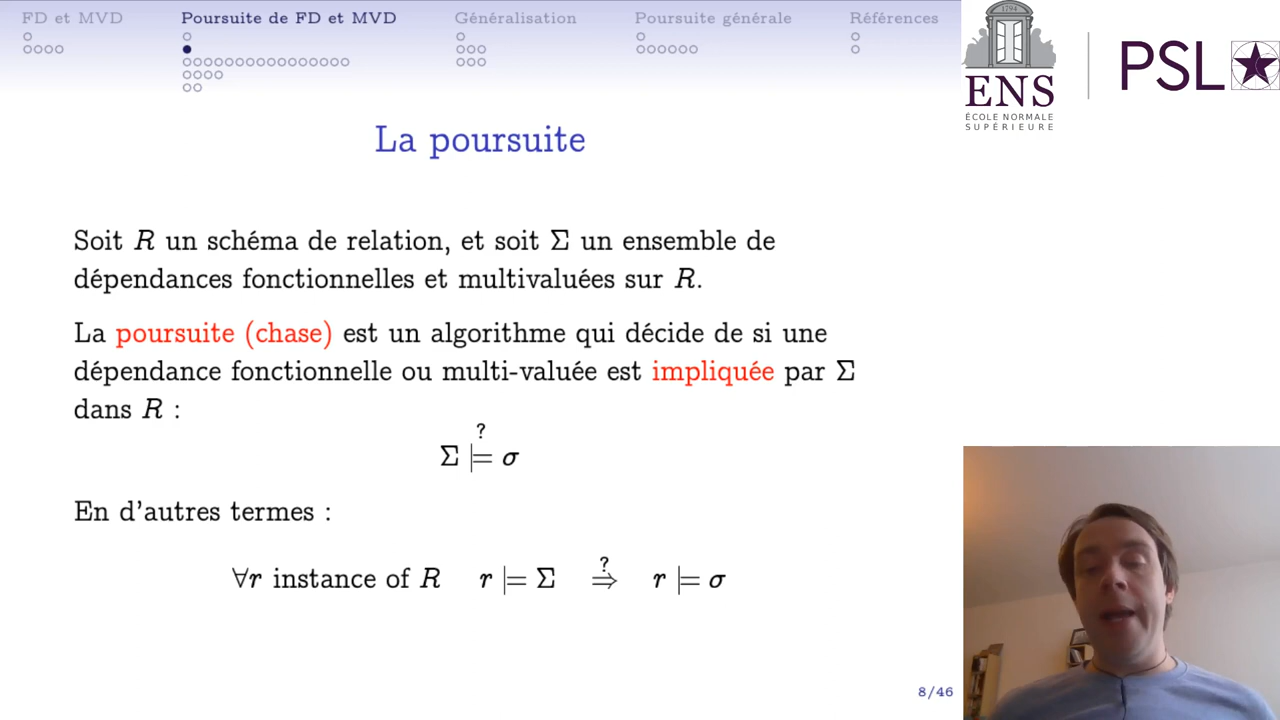 FD et MVD
Poursuite de FD et MVD
Généralisation
Poursuite générale
Références
1794
ENS
ÉCOLE NORMALE
SUPÉRIEURE
PSL
La poursuite
Soit R un schéma de relation, et soit Σ un ensemble de
dépendances fonctionnelles et multivaluées sur R.
La poursuite (chase) est un algorithme qui décide de si une
dépendance fonctionnelle ou multi-valuée est impliquée par Σ
dans R :
?
Σ ⊨ σ
En d'autres termes :
?
∀r instance of R r ⊨ Σ ⇒ r ⊨ σ
8/46